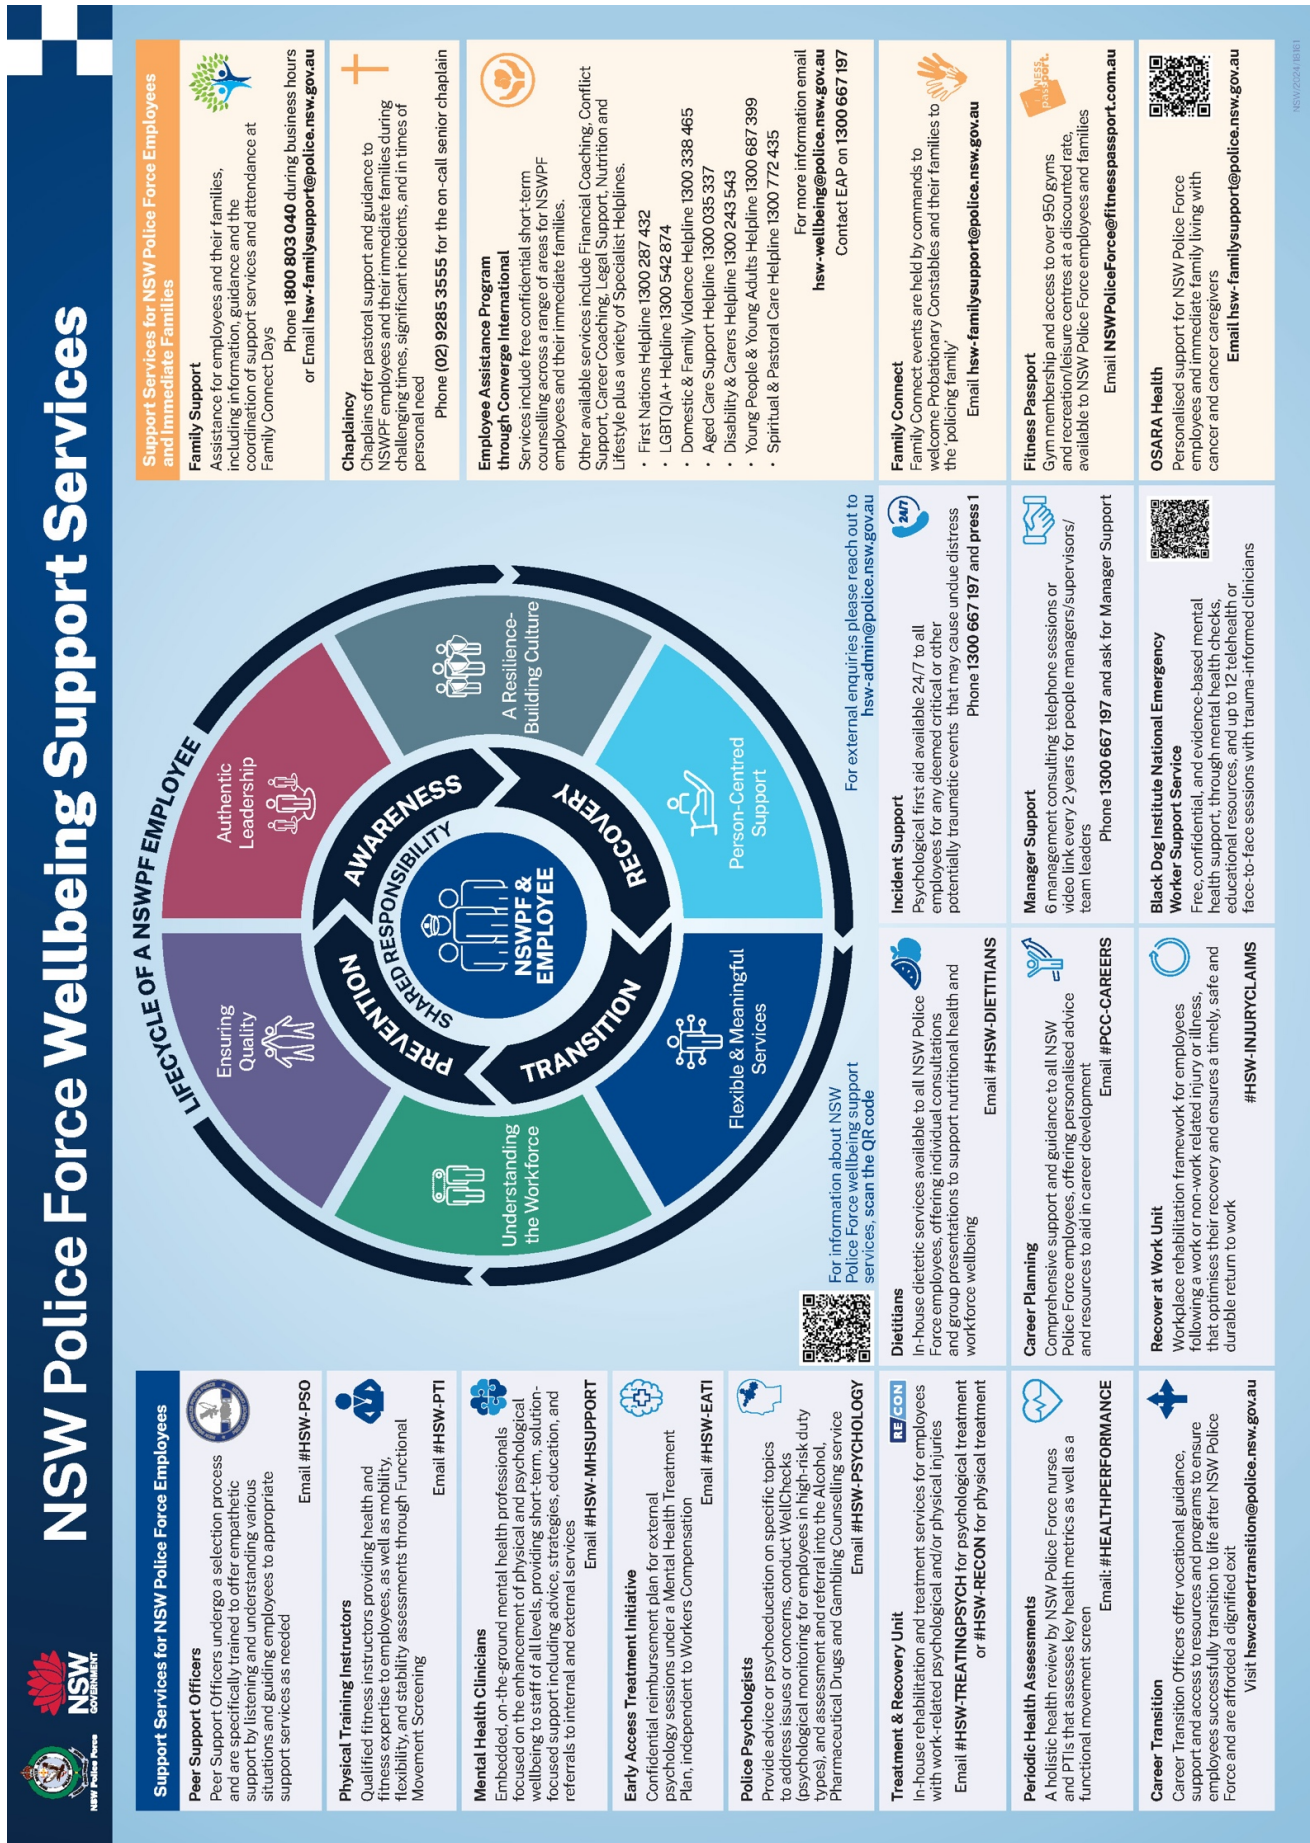 NSW Police Force
NSW
GOVERNMENT
NSW Police Force Wellbeing Support Services
Support Services for NSW Police Force Employees
Peer Support Officers
Peer Support Officers undergo a selection process
and are specifically trained to offer empathetic
support by listening and understanding various
situations and guiding employees to appropriate
support services as needed
Email #HSW-PSO
Physical Training Instructors
Qualified fitness instructors providing health and
fitness expertise to employees, as well as mobility,
flexibility, and stability assessments through Functional
Movement Screening
Email #HSW-PTI
Mental Health Clinicians
Embedded, on-the-ground mental health professionals
focused on the enhancement of physical and psychological
wellbeing to staff of all levels, providing short-term, solution-
focused support including advice, strategies, education, and
referrals to internal and external services
Email #HSW-MHSUPPORT
Early Access Treatment Initiative
Confidential reimbursement plan for external
psychology sessions under a Mental Health Treatment
Plan, independent to Workers Compensation
Email #HSW-EATI
Police Psychologists
Provide advice or psychoeducation on specific topics
to address issues or concerns, conduct WellChecks
(psychological monitoring for employees in high-risk duty
types), and assessment and referral into the Alcohol,
Pharmaceutical Drugs and Gambling Counselling service
Email #HSW-PSYCHOLOGY
Treatment & Recovery Unit
RE/CON
In-house rehabilitation and treatment services for employees
with work-related psychological and/or physical injuries
Email #HSW-TREATINGPSYCH for psychological treatment
or #HSW-RECON for physical treatment
Periodic Health Assessments
A holistic health review by NSW Police Force nurses
and PTIs that assesses key health metrics as well as a
functional movement screen
Email: #HEALTHPERFORMANCE
Career Transition
Career Transition Officers offer vocational guidance,
support and access to resources and programs to ensure
employees successfully transition to life after NSW Police
Force and are afforded a dignified exit
Visit hswcareertransition@police.nsw.gov.au
LIFECYCLE OF A NSWPF EMPLOYEE
Ensuring
Quality
Authentic
Leadership
A Resilience-
Building Culture
Person-Centred
Support
Flexible & Meaningful
Services
Understanding
the Workforce
PREVENTION
AWARENESS
RECOVERY
TRANSITION
SHARED RESPONSIBILITY
NSWPF &
EMPLOYEE
For information about NSW
Police Force wellbeing support
services, scan the QR code
For external enquiries please reach out to
hsw-admin@police.nsw.gov.au
Dietitians
In-house dietetic services available to all NSW Police
Force employees, offering individual consultations
and group presentations to support nutritional health and
workforce wellbeing
Email #HSW-DIETITIANS
Career Planning
Comprehensive support and guidance to all NSW
Police Force employees, offering personalised advice
and resources to aid in career development
Email #PCC-CAREERS
Recover at Work Unit
Workplace rehabilitation framework for employees
following a work or non-work related injury or illness,
that optimises their recovery and ensures a timely, safe and
durable return to work
#HSW-INJURYCLAIMS
Incident Support
24/7
Psychological first aid available 24/7 to all
employees for any deemed critical or other
potentially traumatic events that may cause undue distress
Phone 1300 667 197 and press 1
Manager Support
6 management consulting telephone sessions or
video link every 2 years for people managers/supervisors/
team leaders
Phone 1300 667 197 and ask for Manager Support
Black Dog Institute National Emergency
Worker Support Service
Free, confidential, and evidence-based mental
health support, through mental health checks,
educational resources, and up to 12 telehealth or
face-to-face sessions with trauma-informed clinicians
Support Services for NSW Police Force Employees
and Immediate Families
Family Support
Assistance for employees and their families,
including information, guidance and the
coordination of support services and attendance at
Family Connect Days
Phone 1800 803 040 during business hours
or Email hsw-familysupport@police.nsw.gov.au
Chaplaincy
Chaplains offer pastoral support and guidance to
NSWPF employees and their immediate families during
challenging times, significant incidents, and in times of
personal need
Phone (02) 9285 3555 for the on-call senior chaplain
Employee Assistance Program
through Converge International
Services include free confidential short-term
counselling across a range of areas for NSWPF
employees and their immediate families.
Other available services include Financial Coaching, Conflict
Support, Career Coaching, Legal Support, Nutrition and
Lifestyle plus a variety of Specialist Helplines.
• First Nations Helpline 1300 287 432
• LGBTQIA+ Helpline 1300 542 874
• Domestic & Family Violence Helpline 1300 338 465
• Aged Care Support Helpline 1300 035 337
• Disability & Carers Helpline 1300 243 543
• Young People & Young Adults Helpline 1300 687 399
• Spiritual & Pastoral Care Helpline 1300 772 435
For more information email
hsw-wellbeing@police.nsw.gov.au
Contact EAP on 1300 667 197
Family Connect
Family Connect events are held by commands to
welcome Probationary Constables and their families to
the 'policing family'
Email hsw-familysupport@police.nsw.gov.au
Fitness Passport
FITNESS
passport.
Gym membership and access to over 950 gyms
and recreation/leisure centres at a discounted rate,
available to NSW Police Force employees and families
Email NSWPoliceForce@fitnesspassport.com.au
OSARA Health
Personalised support for NSW Police Force
employees and immediate family living with
cancer and cancer caregivers
Email hsw-familysupport@police.nsw.gov.au